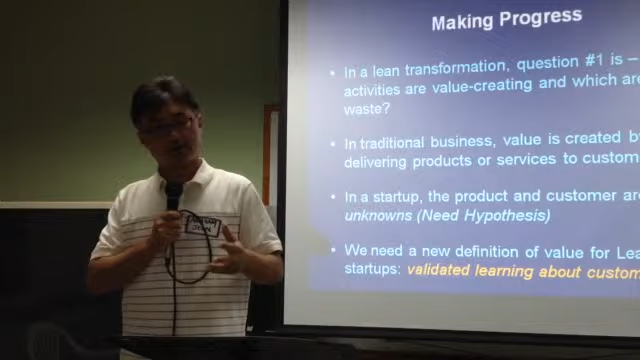 Making Progress
• In a lean transformation, question #1 is –
activities are value-creating and which are
waste?
• In traditional business, value is created by
delivering products or services to custom
• In a startup, the product and customer are
unknowns (Need Hypothesis)
• We need a new definition of value for Lea
startups: validated learning about custom